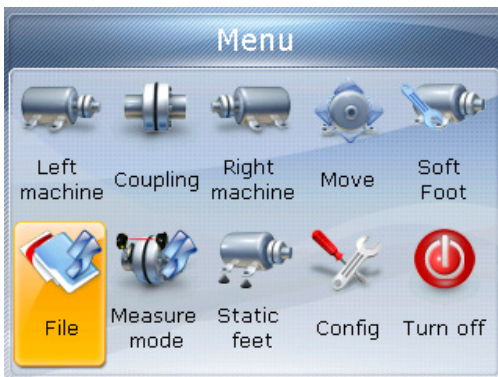 Menu
Left machine
Coupling
Right machine
Move
Soft Foot
File
Measure mode
Static feet
Config
Turn off